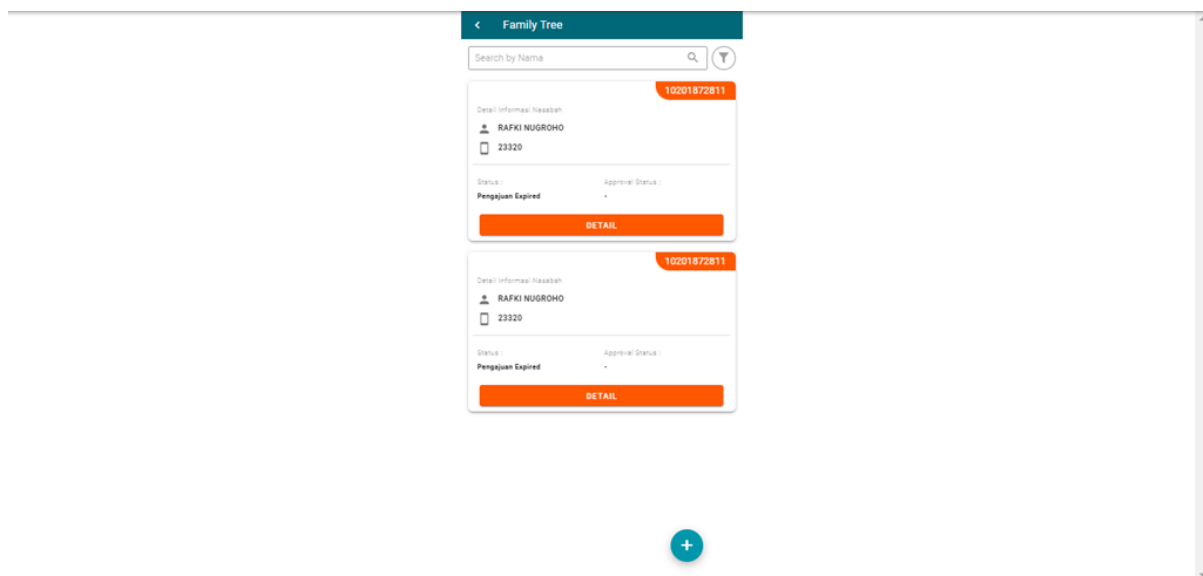 Family Tree
Search by Nama
10201872811
Detail Informasi Nasabah
RAFKI NUGROHO
23320
Status : Approval Status :
Pengajuan Expired -
DETAIL
10201872811
Detail Informasi Nasabah
RAFKI NUGROHO
23320
Status : Approval Status :
Pengajuan Expired -
DETAIL